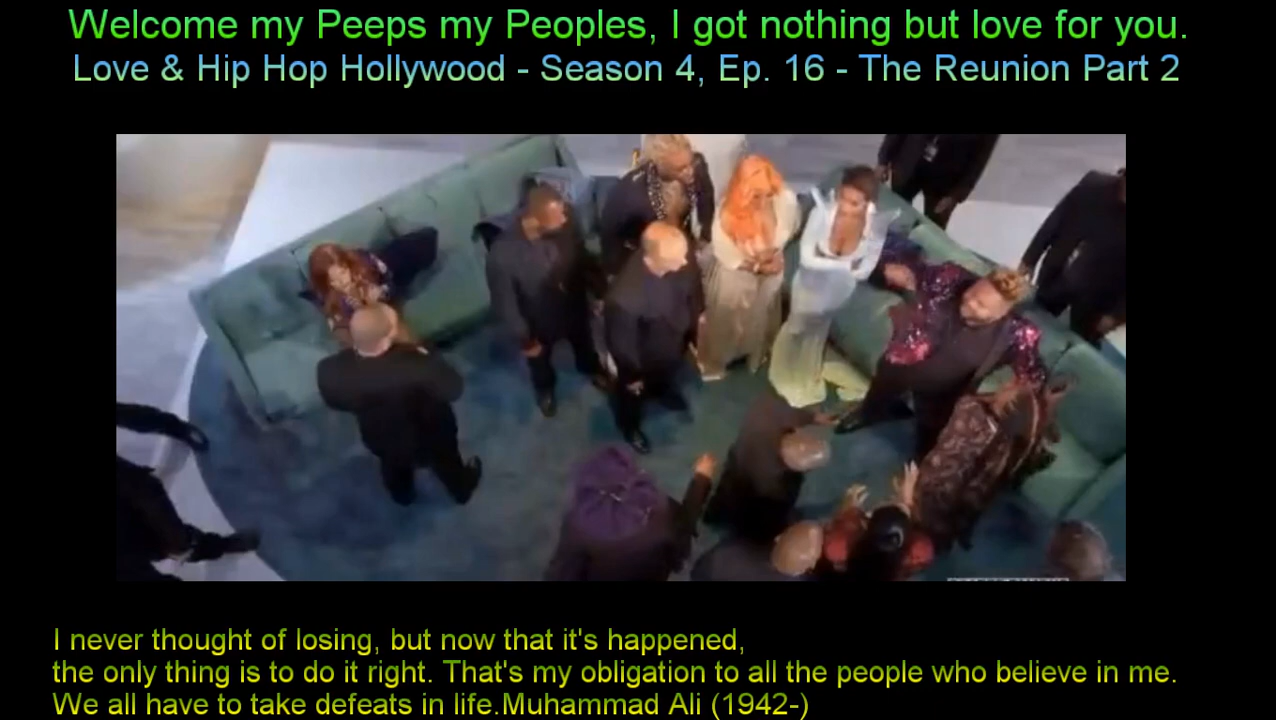 Welcome my Peeps my Peoples, I got nothing but love for you.
Love & Hip Hop Hollywood - Season 4, Ep. 16 - The Reunion Part 2
I never thought of losing, but now that it's happened,
the only thing is to do it right. That's my obligation to all the people who believe in me.
We all have to take defeats in life.Muhammad Ali (1942-)